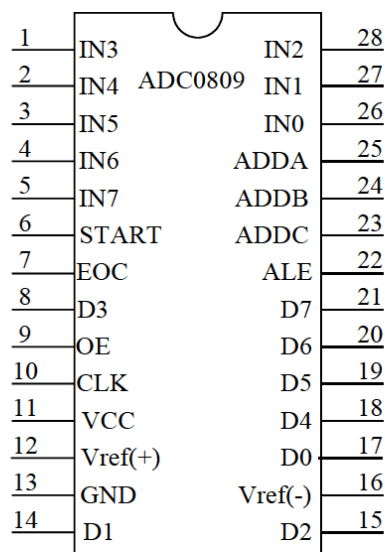 1 IN3 IN2 28
2 IN4 ADC0809 IN1 27
3 IN5 IN0 26
4 IN6 ADDA 25
5 IN7 ADDB 24
6 START ADDC 23
7 EOC ALE 22
8 D3 D7 21
9 OE D6 20
10 CLK D5 19
11 VCC D4 18
12 Vref(+) D0 17
13 GND Vref(-) 16
14 D1 D2 15